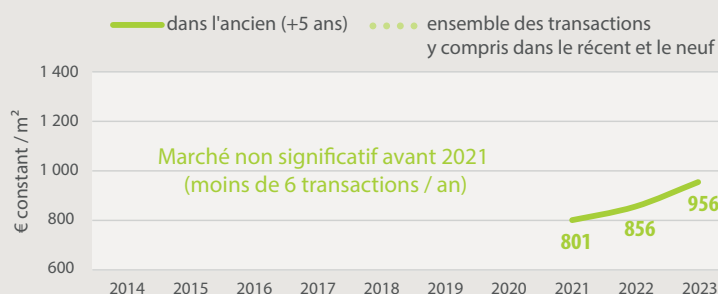 dans l'ancien (+5 ans)
ensemble des transactions
y compris dans le récent et le neuf
€ constant / m²
1 400
1 200
1 000
800
600
Marché non significatif avant 2021
(moins de 6 transactions / an)
801
856
956
2014 2015 2016 2017 2018 2019 2020 2021 2022 2023